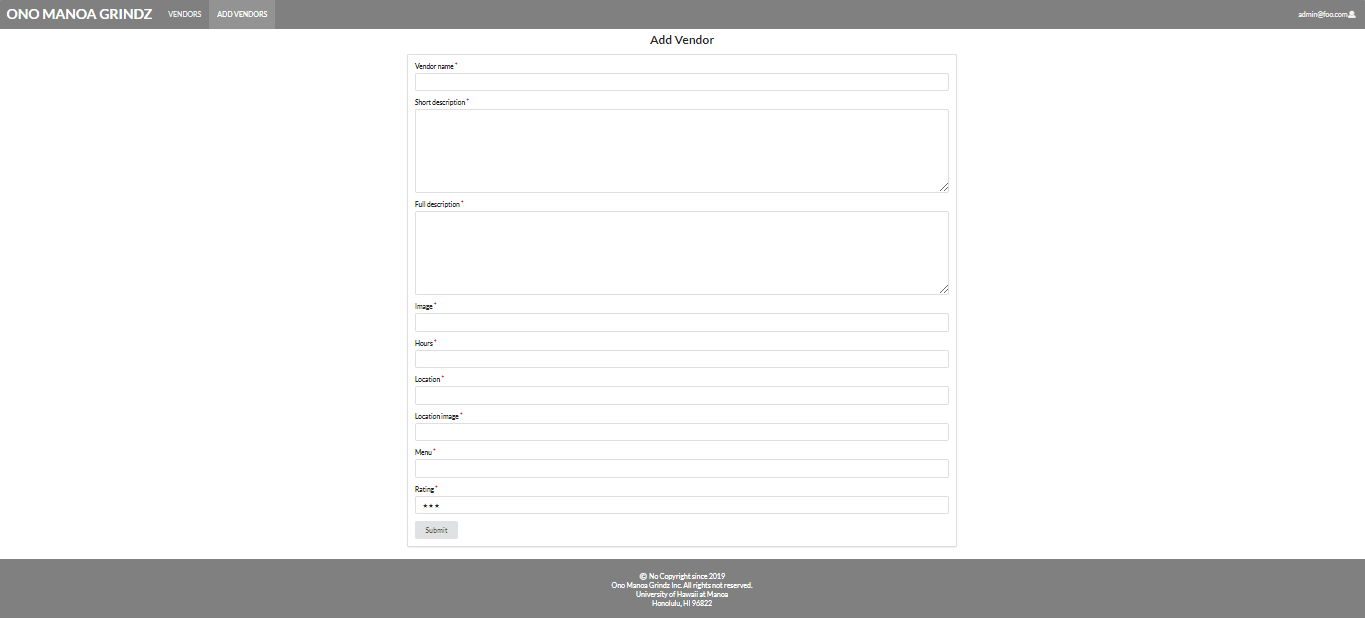 ONO MANOA GRINDZ VENDORS ADD VENDORS admin@foo.com
Add Vendor
Vendor name *
Short description *
Full description *
Image *
Hours *
Location *
Location image *
Menu *
Rating *
★★★
Submit
© No Copyright since 2019
Ono Manoa Grindz Inc. All rights not reserved.
University of Hawaii at Manoa
Honolulu, HI 96822